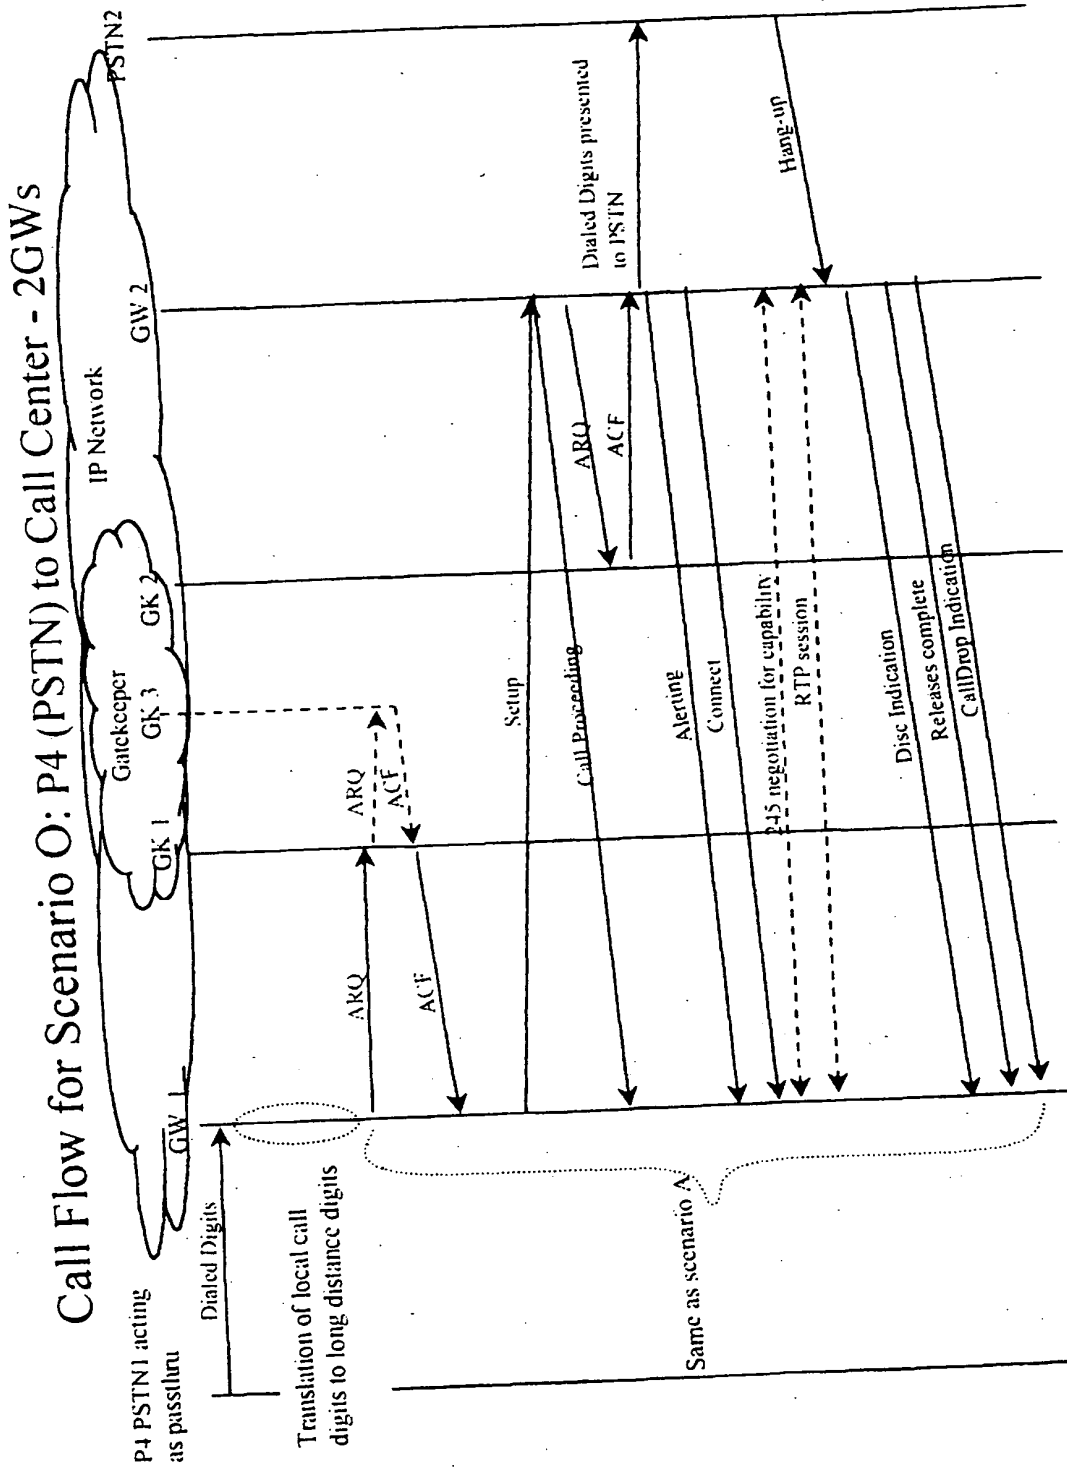 Call Flow for Scenario O: P4 (PSTN) to Call Center - 2GWs
P4 PSTN1 acting
as passthru
GW 1
GK 1
Gatekeeper
GK 3
GK 2
IP Network
GW 2
PSTN2
Dialed Digits
Translation of local call
digits to long distance digits
ARQ
ARQ
ACF
ACF
Setup
Call Proceeding
ARQ
ACF
Dialed Digits presented
to PSTN
Alerting
Connect
245 negotiation for capability
RTP session
Hang-up
Disc Indication
Releases complete
CallDrop Indication
Same as scenario A